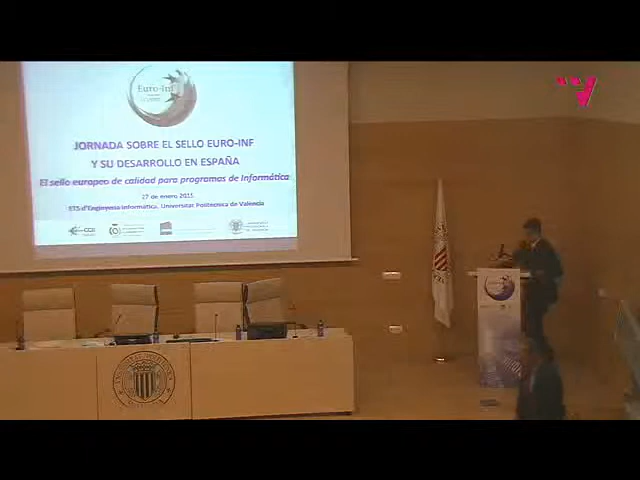 Euro-Inf
JORNADA SOBRE EL SELLO EURO-INF
Y SU DESARROLLO EN ESPAÑA
El sello europeo de calidad para programas de Informática
27 de enero 2015
ETS d'Enginyeria Informàtica. Universitat Politècnica de València